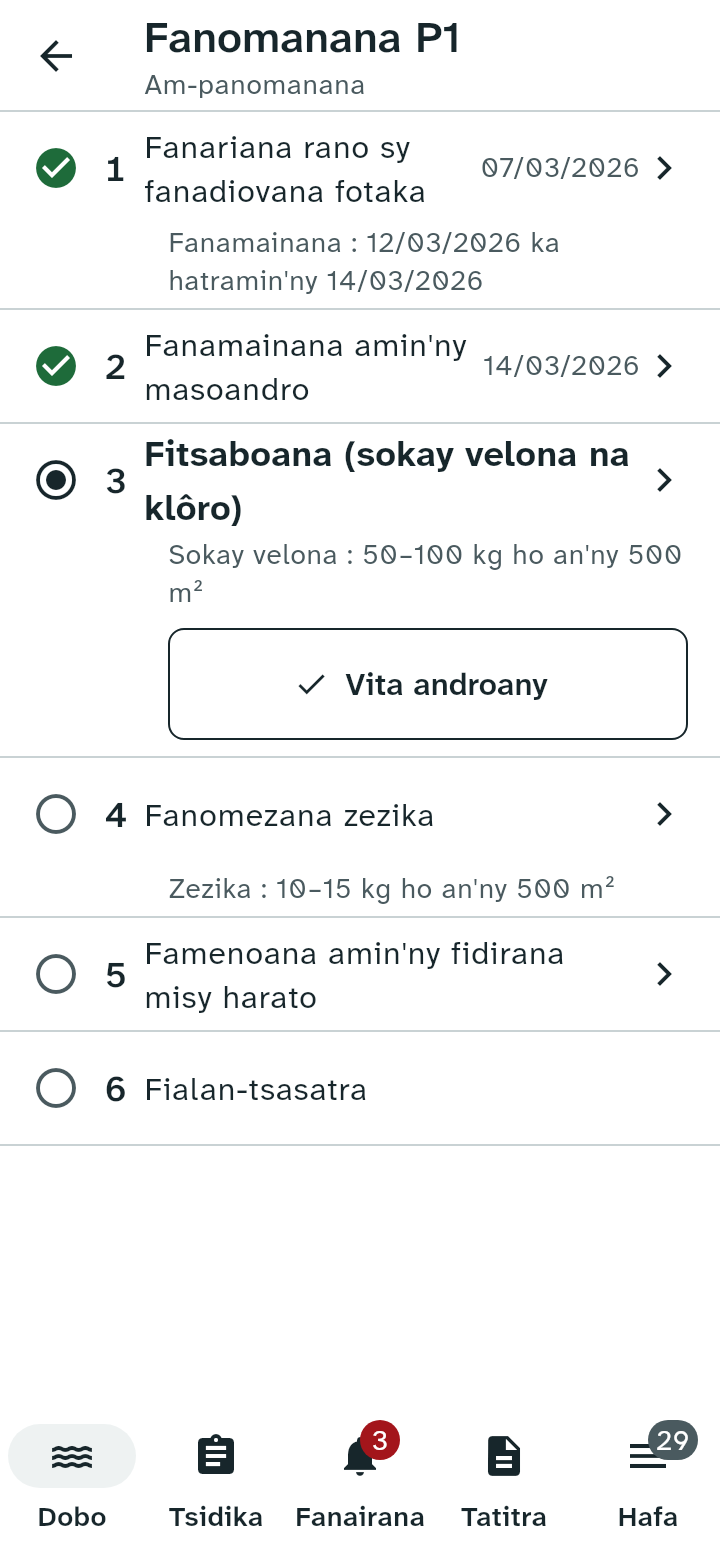 Fanomanana P1
Am-panomanana
1
Fanariana rano sy
fanadiovana fotaka
07/03/2026
Fanamainana : 12/03/2026 ka
hatramin'ny 14/03/2026
2
Fanamainana amin'ny
masoandro
14/03/2026
3
Fitsaboana (sokay velona na
klôro)
Sokay velona : 50–100 kg ho an'ny 500
m²
Vita androany
4
Fanomezana zezika
Zezika : 10–15 kg ho an'ny 500 m²
5
Famenoana amin'ny fidirana
misy harato
6
Fialan-tsasatra
3
29
Dobo
Tsidika
Fanairana
Tatitra
Hafa